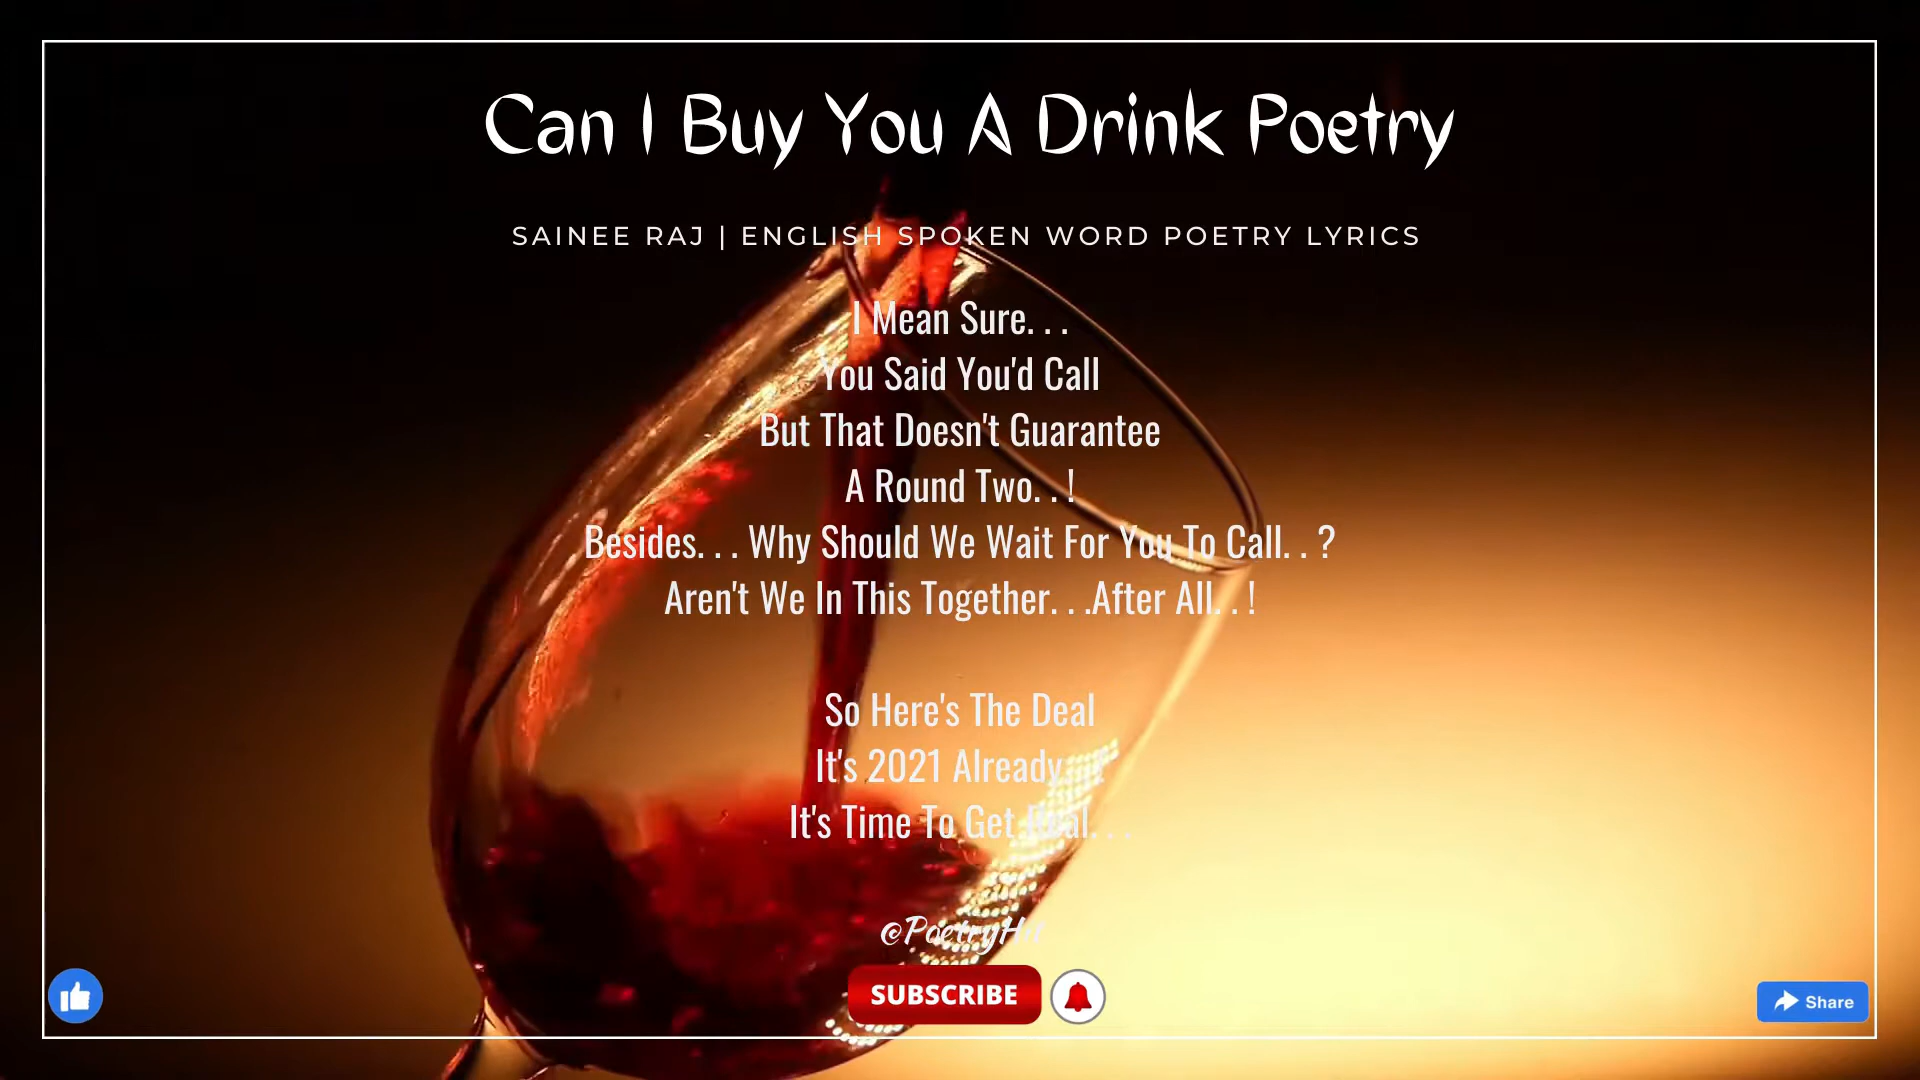 Can I Buy You A Drink Poetry
SAINEE RAJ | ENGLISH SPOKEN WORD POETRY LYRICS
I Mean Sure. . .
You Said You'd Call
But That Doesn't Guarantee
A Round Two. . !
Besides. . . Why Should We Wait For You To Call. . ?
Aren't We In This Together. . .After All. . !
So Here's The Deal
It's 2021 Already. . .
It's Time To Get Real. . .
@PoetryHit
SUBSCRIBE
Share